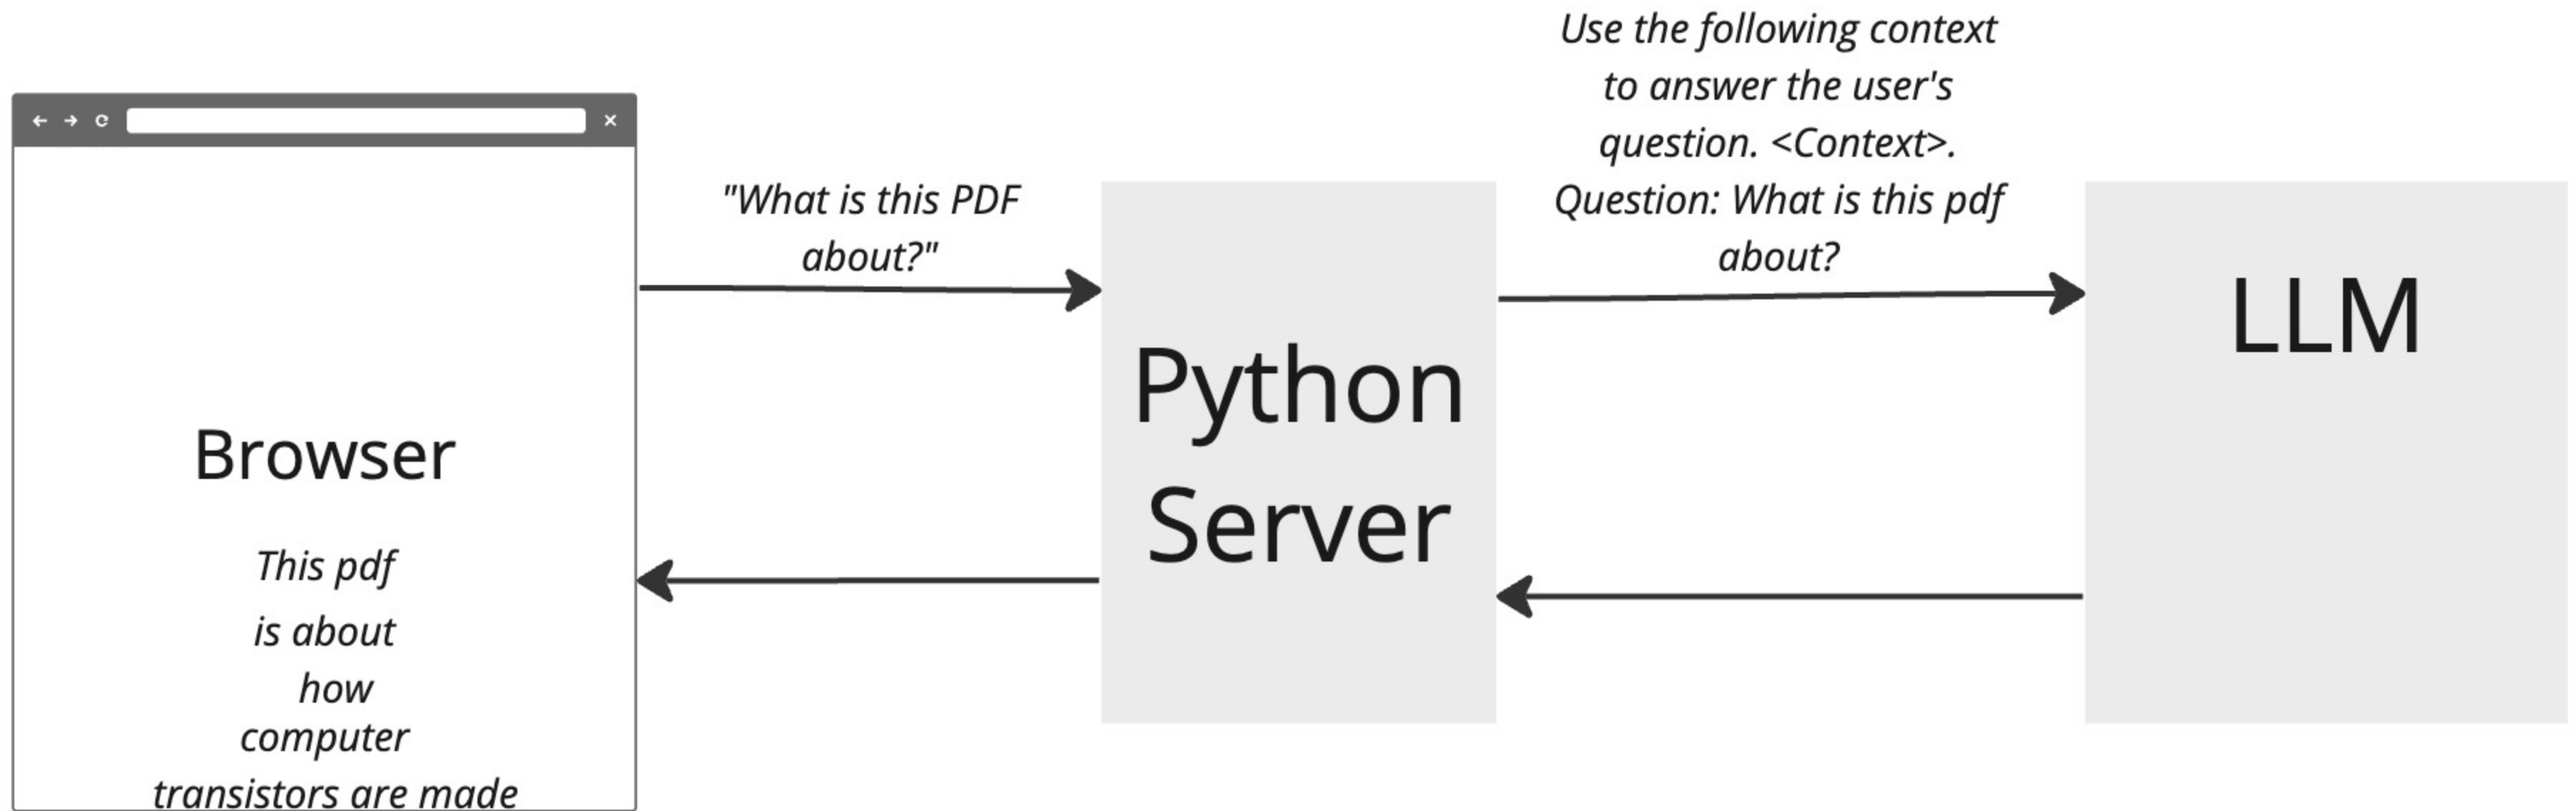 "What is this PDF
about?"
Use the following context
to answer the user's
question. <Context>.
Question: What is this pdf
about?
Browser
This pdf
is about
how
computer
transistors are made
Python
Server
LLM